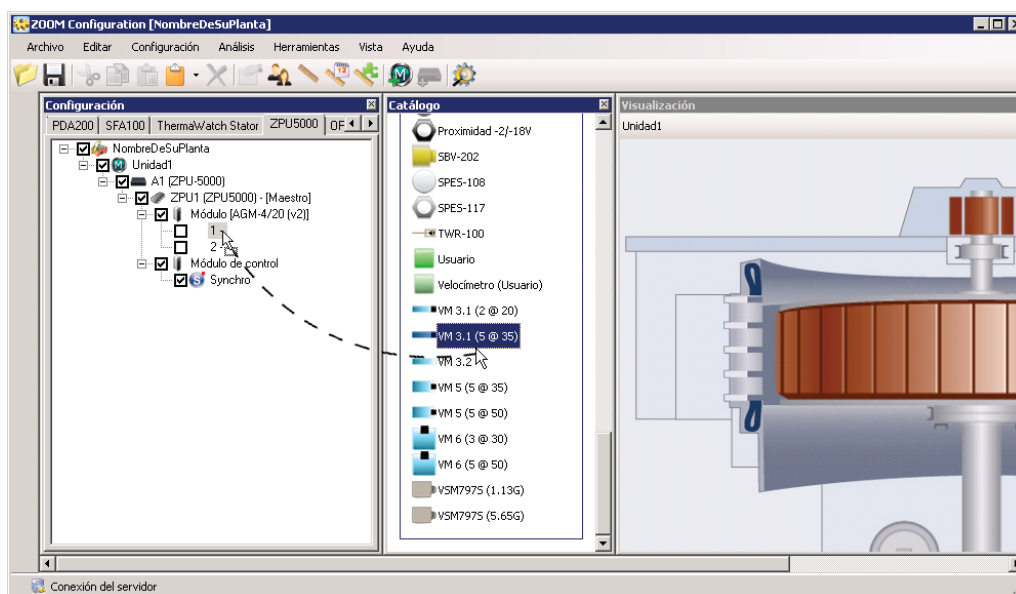 ZOOM Configuration [NombreDeSuPlanta]
Archivo Editar Configuración Análisis Herramientas Vista Ayuda
12
M
Configuración
PDA200 SFA100 ThermaWatch Stator ZPU5000 OF
NombreDeSuPlanta
M Unidad1
A1 (ZPU-5000)
ZPU1 (ZPU5000) - [Maestro]
Módulo [AGM-4/20 (v2)]
1 -
2 -
Módulo de control
S Synchro
Catálogo
Proximidad -2/-18V
SBV-202
SPES-108
SPES-117
TWR-100
Usuario
Velocímetro (Usuario)
VM 3.1 (2 @ 20)
VM 3.1 (5 @ 35)
VM 3.2
VM 5 (5 @ 35)
VM 5 (5 @ 50)
VM 6 (3 @ 30)
VM 6 (5 @ 50)
VSM797S (1.13G)
VSM797S (5.65G)
Visualización
Unidad1
Conexión del servidor